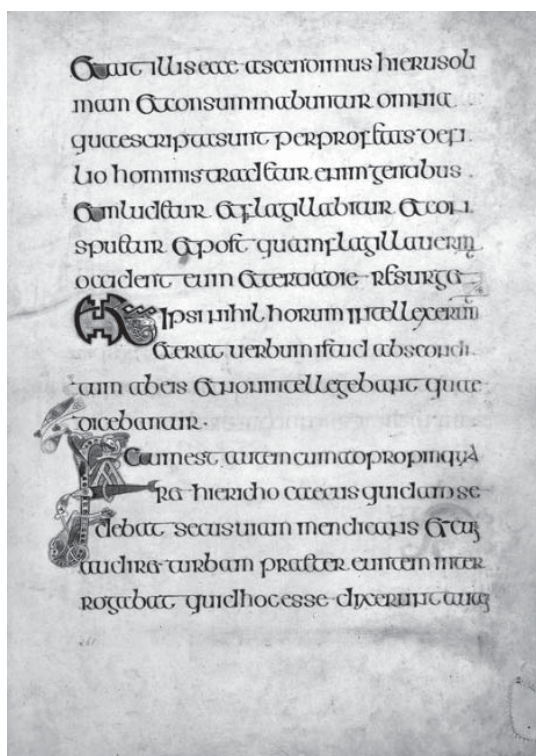 Et ait illis ecce ascendimus hierusoli
mam et consummabuntur omnia
quae scripta sunt per profetas de fi
lio hominis tradetur enim gentibus
et inludetur et flagillabitur et con
spuetur et post quam flagillauerint
occident eum et tertia die resurget
Et ipsi nihil horum intellexerunt
et erat uerbum istud abscondi
tum ab eis et non intellegebant quae
dicebantur·
Factum est autem cum adpropinqua
ret hiericho caecus quidam se
debat secus uiam mendicans et cum
audiret turbam praeter euntem inter
rogabat quid hoc esset dixerunt autem